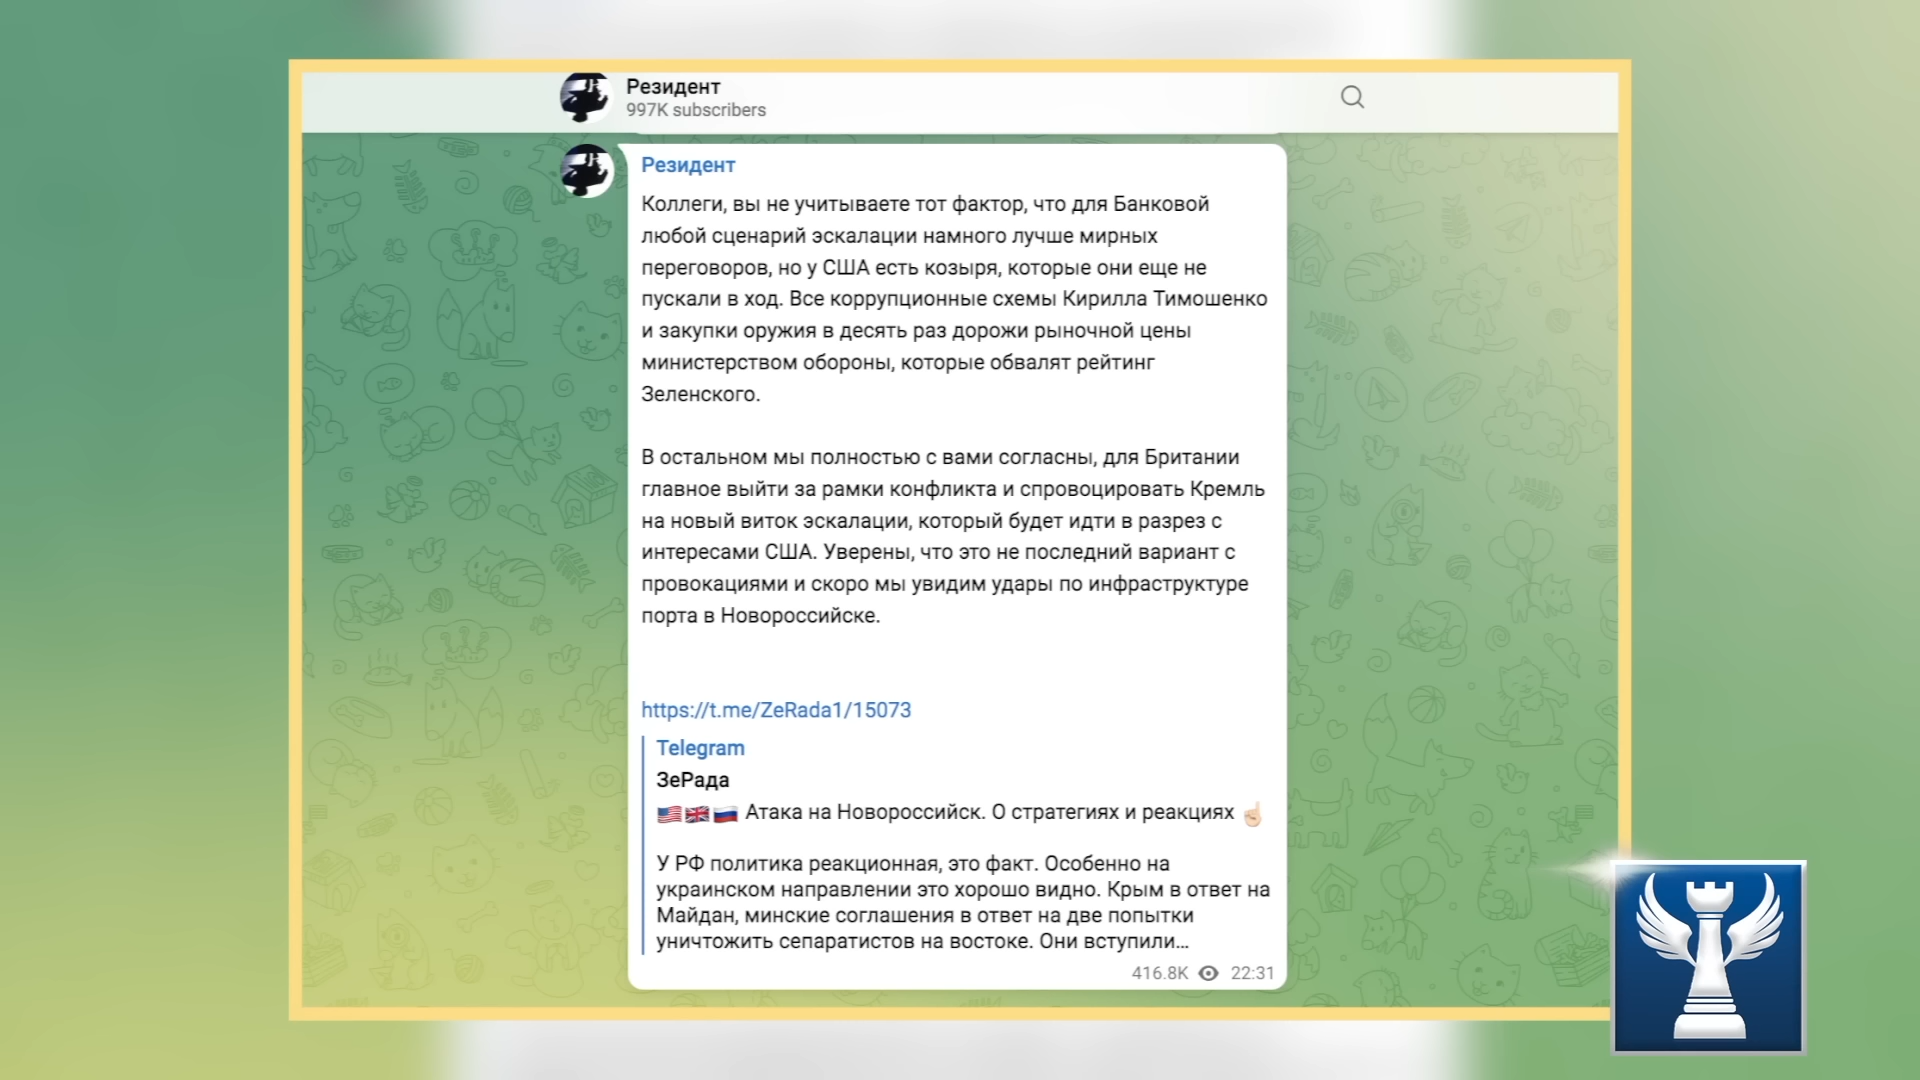 Резидент
997K subscribers
Резидент
Коллеги, вы не учитываете тот фактор, что для Банковой
любой сценарий эскалации намного лучше мирных
переговоров, но у США есть козыря, которые они еще не
пускали в ход. Все коррупционные схемы Кирилла Тимошенко
и закупки оружия в десять раз дорожи рыночной цены
министерством обороны, которые обвалят рейтинг
Зеленского.
В остальном мы полностью с вами согласны, для Британии
главное выйти за рамки конфликта и спровоцировать Кремль
на новый виток эскалации, который будет идти в разрез с
интересами США. Уверены, что это не последний вариант с
провокациями и скоро мы увидим удары по инфраструктуре
порта в Новороссийске.
https://t.me/ZeRada1/15073
Telegram
ЗеРада
🇺🇸🇬🇧🇷🇺 Атака на Новороссийск. О стратегиях и реакциях ☝🏻
У РФ политика реакционная, это факт. Особенно на
украинском направлении это хорошо видно. Крым в ответ на
Майдан, минские соглашения в ответ на две попытки
уничтожить сепаратистов на востоке. Они вступили…
416.8K 22:31